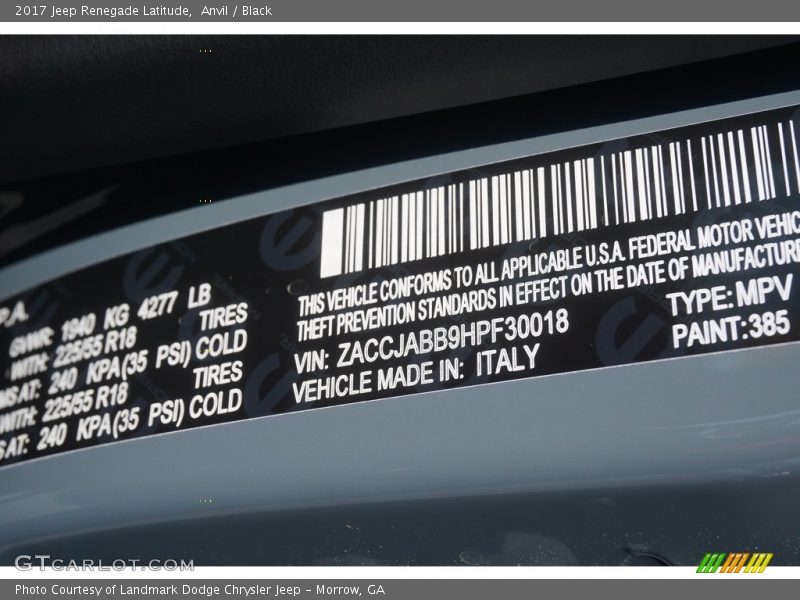 2017 Jeep Renegade Latitude, Anvil / Black
GVWR: 1940 KG 4277 LB
WITH: 225/55 R18 TIRES
AT: 240 KPA(35 PSI) COLD
WITH: 225/55 R18 TIRES
AT: 240 KPA(35 PSI) COLD
THIS VEHICLE CONFORMS TO ALL APPLICABLE U.S.A. FEDERAL MOTOR VEHIC
THEFT PREVENTION STANDARDS IN EFFECT ON THE DATE OF MANUFACTURE
VIN: ZACCJABB9HPF30018 TYPE: MPV
VEHICLE MADE IN: ITALY PAINT: 385
GTCARLOT.COM
Photo Courtesy of Landmark Dodge Chrysler Jeep – Morrow, GA